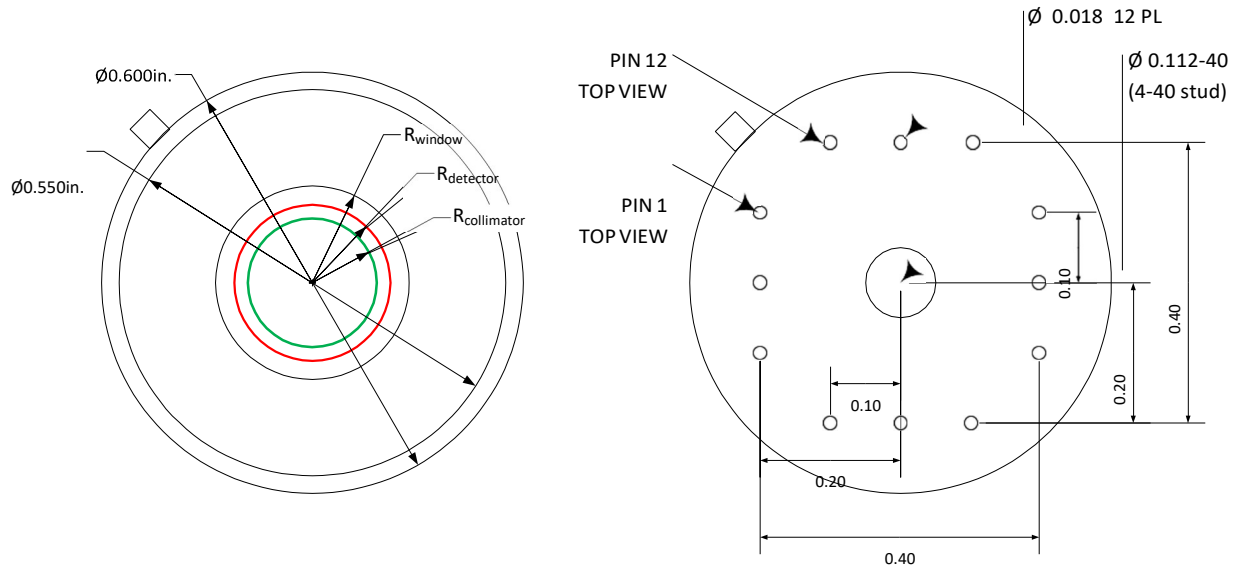 Ø0.600in.
Ø0.550in.
Rwindow
Rdetector
Rcollimator
PIN 12
TOP VIEW
PIN 1
TOP VIEW
Ø 0.018 12 PL
Ø 0.112-40
(4-40 stud)
0.10
0.40
0.20
0.10
0.20
0.40